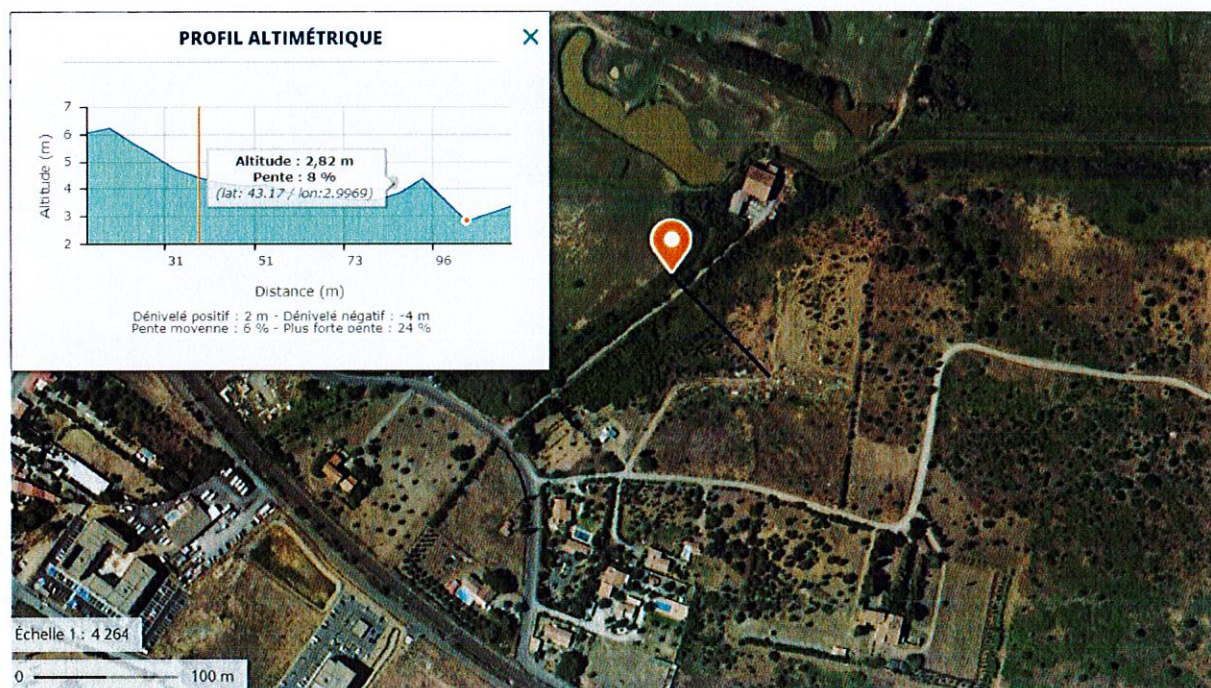 PROFIL ALTIMÉTRIQUE
7
6
5
4
3
2
Altitude (m)
Altitude : 2,82 m
Pente : 8 %
(lat: 43.17 / lon:2.9969)
31 51 73 96
Distance (m)
Dénivelé positif : 2 m - Dénivelé négatif : -4 m
Pente moyenne : 6 % - Plus forte pente : 24 %
Échelle 1 : 4 264
0 100 m